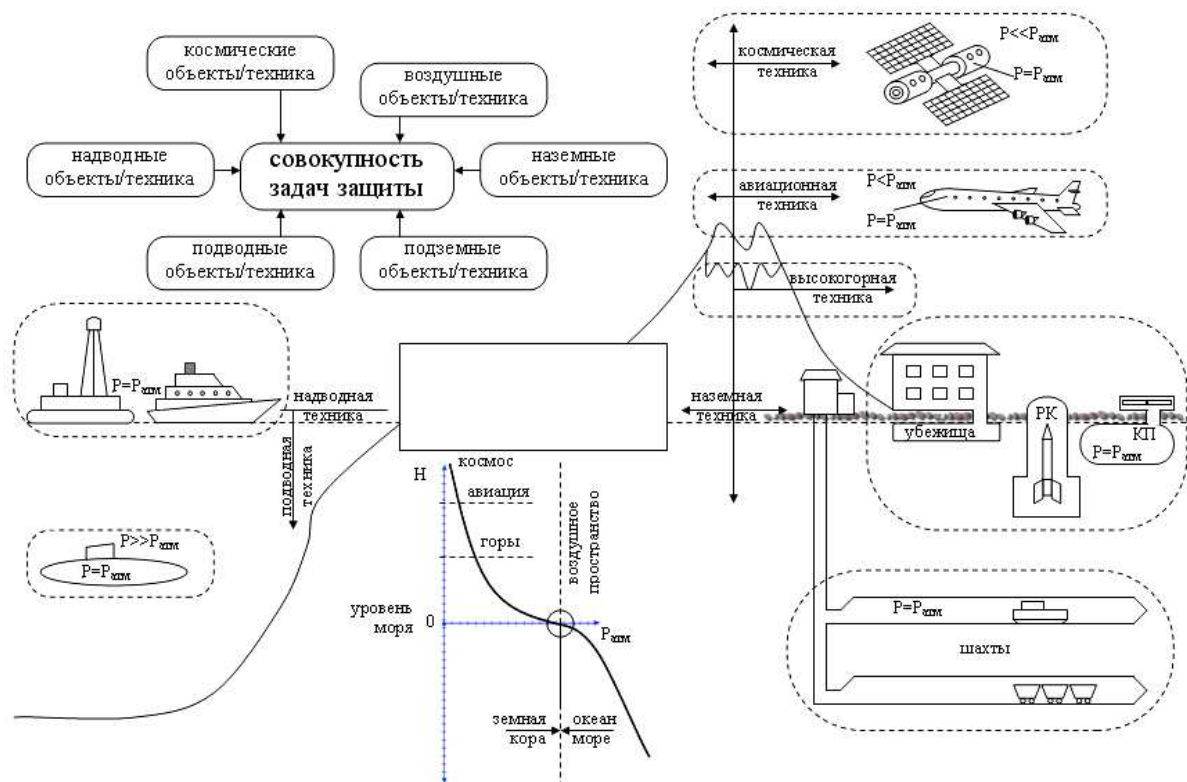 космические
объекты/техника
воздушные
объекты/техника
надводные
объекты/техника
совокупность
задач защиты
наземные
объекты/техника
подводные
объекты/техника
подземные
объекты/техника
космическая
техника
P<<Pатм
P=Pатм
авиационная
техника
P<Pатм
P=Pатм
высокогорная
техника
P=Pатм
надводная
техника
подводная
техника
P>>Pатм
P=Pатм
наземная
техника
убежища
РК
КП
P=Pатм
H
космос
авиация
горы
воздушное
пространство
уровень
моря
0
Pатм
земная
кора
океан
море
P=Pатм
шахты